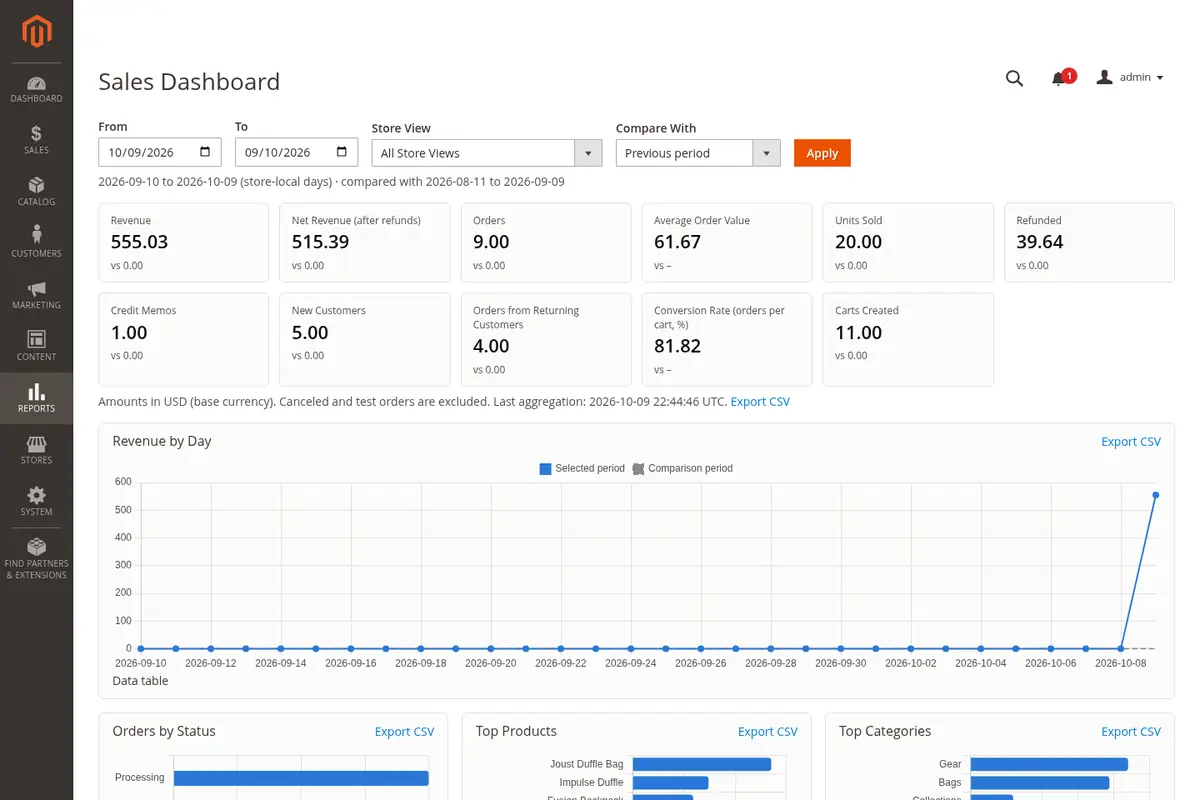 Sales Dashboard
1
admin
DASHBOARD
SALES
CATALOG
CUSTOMERS
MARKETING
CONTENT
REPORTS
STORES
SYSTEM
FIND PARTNERS
& EXTENSIONS
From
To
Store View
Compare With
10/09/2026
09/10/2026
All Store Views
Previous period
Apply
2026-09-10 to 2026-10-09 (store-local days) · compared with 2026-08-11 to 2026-09-09
Revenue
555.03
vs 0.00
Net Revenue (after refunds)
515.39
vs 0.00
Orders
9.00
vs 0.00
Average Order Value
61.67
vs –
Units Sold
20.00
vs 0.00
Refunded
39.64
vs 0.00
Credit Memos
1.00
vs 0.00
New Customers
5.00
vs 0.00
Orders from Returning
Customers
4.00
vs 0.00
Conversion Rate (orders per
cart, %)
81.82
vs –
Carts Created
11.00
vs 0.00
Amounts in USD (base currency). Canceled and test orders are excluded. Last aggregation: 2026-10-09 22:44:46 UTC. Export CSV
Revenue by Day
Export CSV
Selected period
Comparison period
600
500
400
300
200
100
0
2026-09-10 2026-09-12 2026-09-14 2026-09-16 2026-09-18 2026-09-20 2026-09-22 2026-09-24 2026-09-26 2026-09-28 2026-09-30 2026-10-02 2026-10-04 2026-10-06 2026-10-08
Data table
Orders by Status
Export CSV
Processing
Top Products
Export CSV
Joust Duffle Bag
Impulse Duffle
Fusion Backpack
Top Categories
Export CSV
Gear
Bags
Collections